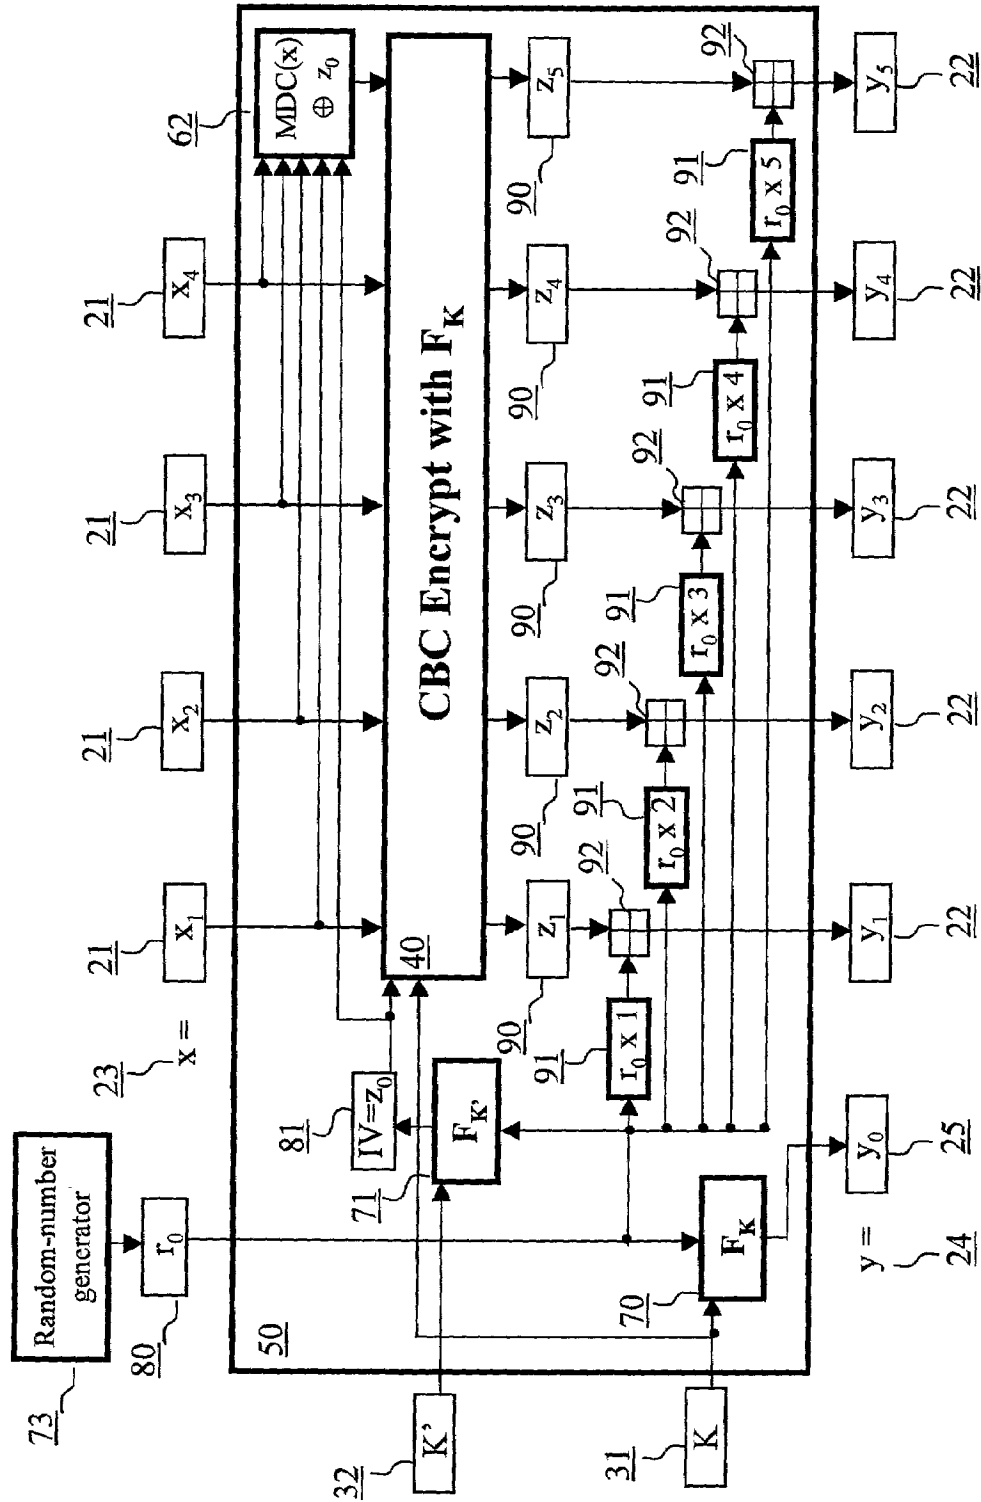 73
Random-number
generator
80
r₀
23
x =
21
x₁
21
x₂
21
x₃
21
x₄
50
62
MDC(x)
⊕ z₀
81
IV=z₀
71
F_K'
40
CBC Encrypt with F_K
90
z₁
90
z₂
90
z₃
90
z₄
90
z₅
32
K'
31
K
70
F_K
91
r₀ x 1
92
91
r₀ x 2
92
91
r₀ x 3
92
91
r₀ x 4
92
91
r₀ x 5
92
24
y =
y₀
25
y₁
22
y₂
22
y₃
22
y₄
22
y₅
22